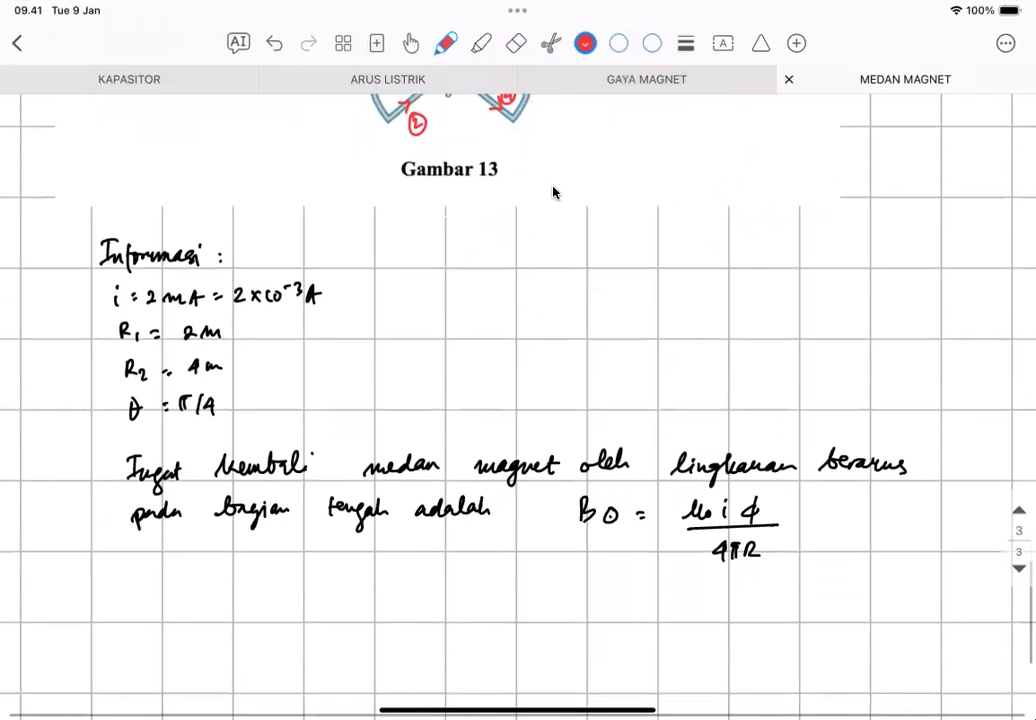 09.41 Tue 9 Jan
100%
AI
A
KAPASITOR
ARUS LISTRIK
GAYA MAGNET
MEDAN MAGNET
2
Gambar 13
Informasi :
i = 2 mA = 2 x 10⁻³ A
R₁ = 2 m
R₂ = 4 m
θ = π/4
Ingat kembali medan magnet oleh lingkaran berarus
pada bagian tengah adalah B⊙ = μ₀ i ϕ / 4πR
3
3